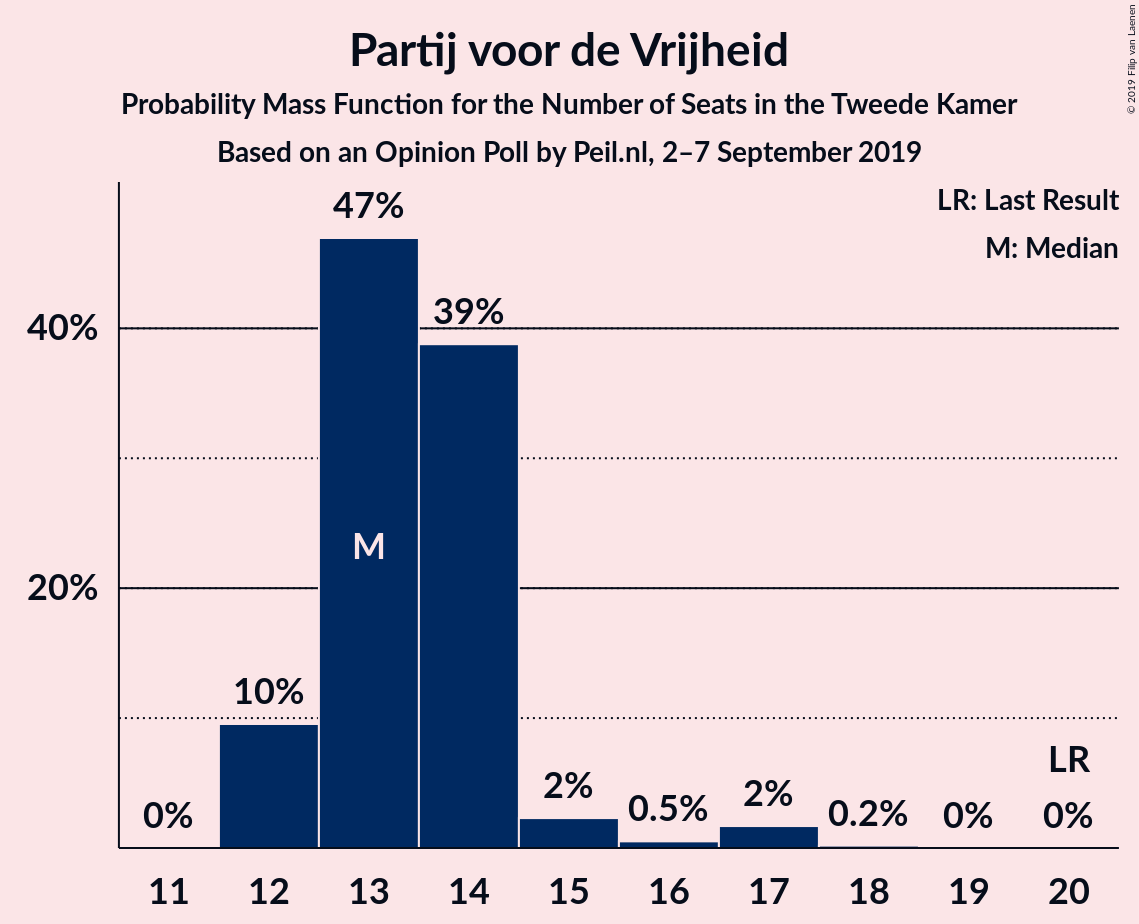 Partij voor de Vrijheid
Probability Mass Function for the Number of Seats in the Tweede Kamer
Based on an Opinion Poll by Peil.nl, 2–7 September 2019
© 2019 Filip van Laenen
LR: Last Result
M: Median
47%
39%
40%
M
20%
10%
LR
2%
2%
0.5%
0.2%
0%
0%
0%
11 12 13 14 15 16 17 18 19 20